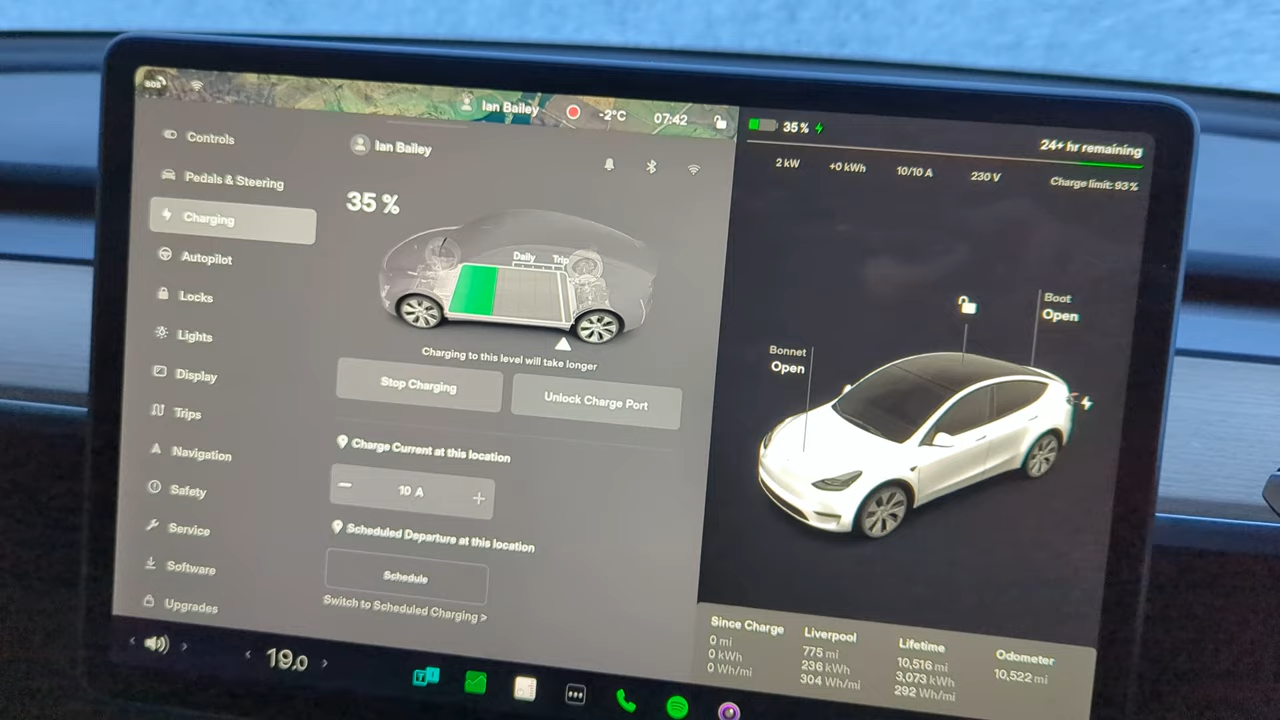 SOS
Ian Bailey
-2°C
07:42
Controls
Pedals & Steering
Charging
Autopilot
Locks
Lights
Display
Trips
Navigation
Safety
Service
Software
Upgrades
Ian Bailey
35 %
Daily
Trip
Charging to this level will take longer
Stop Charging
Unlock Charge Port
Charge Current at this location
10 A
Scheduled Departure at this location
Schedule
Switch to Scheduled Charging >
35 %
24+ hr remaining
2 kW
+0 kWh
10/10 A
230 V
Charge limit: 93 %
Boot
Open
Bonnet
Open
Since Charge
0 mi
0 kWh
0 Wh/mi
Liverpool
775 mi
236 kWh
304 Wh/mi
Lifetime
10,516 mi
3,073 kWh
292 Wh/mi
Odometer
10,522 mi
19.0